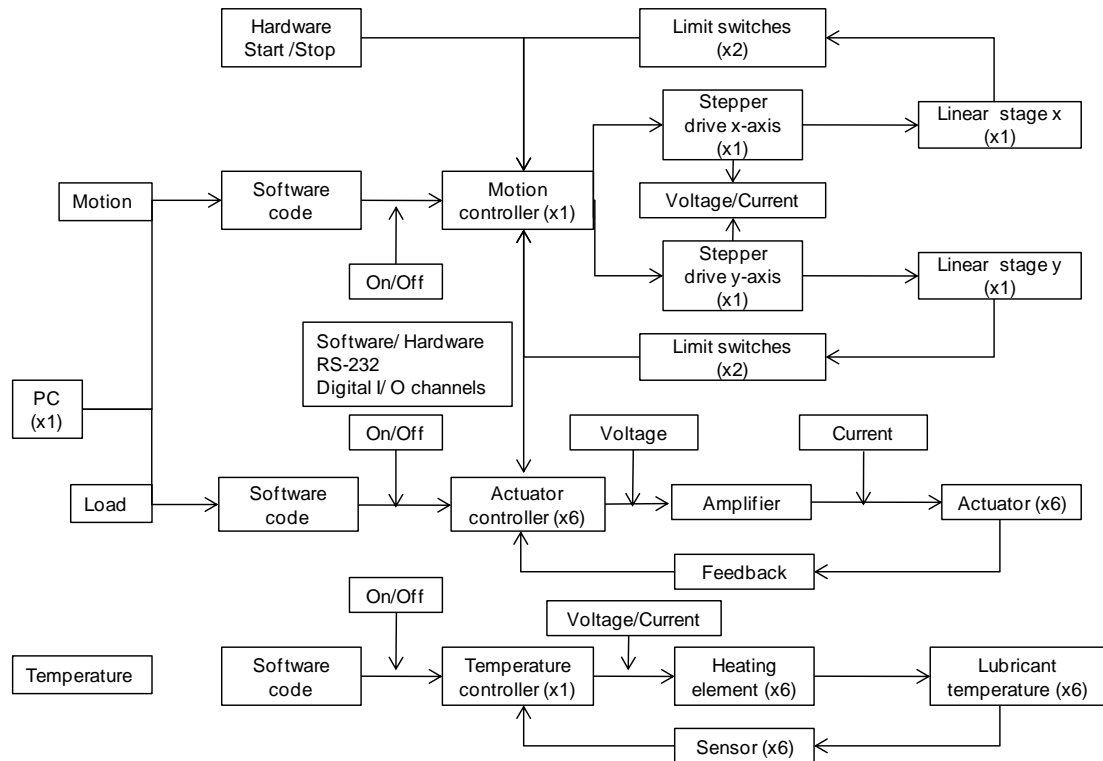 Hardware
Start /Stop
Limit switches
(x2)
Stepper
drive x-axis
(x1)
Linear stage x
(x1)
Motion
Software
code
Motion
controller (x1)
Voltage/Current
On/Off
Stepper
drive y-axis
(x1)
Linear stage y
(x1)
Software/ Hardware
RS-232
Digital I/ O channels
Limit switches
(x2)
PC
(x1)
On/Off
Voltage
Current
Load
Software
code
Actuator
controller (x6)
Amplifier
Actuator (x6)
Feedback
On/Off
Voltage/Current
Temperature
Software
code
Temperature
controller (x1)
Heating
element (x6)
Lubricant
temperature (x6)
Sensor (x6)